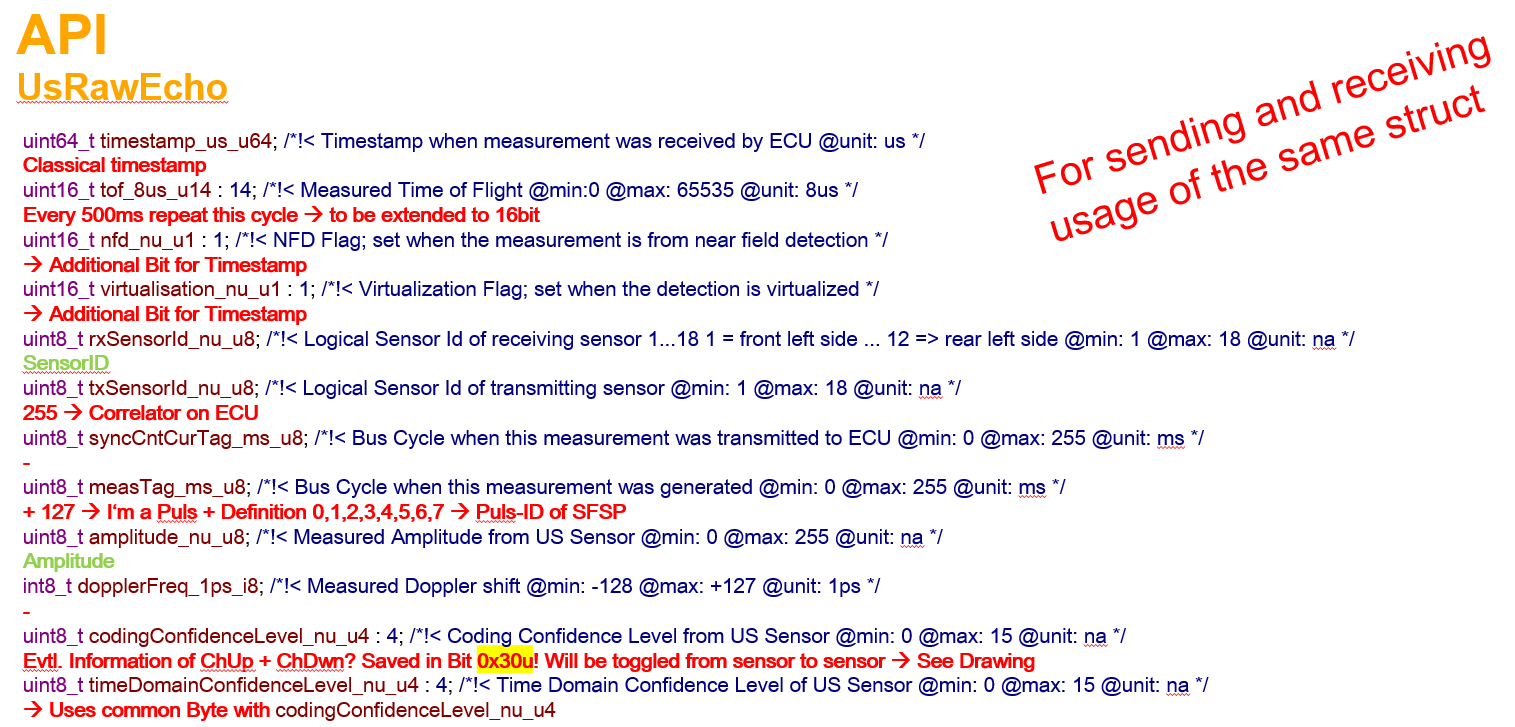 API
UsRawEcho
For sending and receiving
usage of the same struct
uint64_t timestamp_us_u64; /*!< Timestamp when measurement was received by ECU @unit: us */
Classical timestamp
uint16_t tof_8us_u14 : 14; /*!< Measured Time of Flight @min:0 @max: 65535 @unit: 8us */
Every 500ms repeat this cycle → to be extended to 16bit
uint16_t nfd_nu_u1 : 1; /*!< NFD Flag; set when the measurement is from near field detection */
→ Additional Bit for Timestamp
uint16_t virtualisation_nu_u1 : 1; /*!< Virtualization Flag; set when the detection is virtualized */
→ Additional Bit for Timestamp
uint8_t rxSensorId_nu_u8; /*!< Logical Sensor Id of receiving sensor 1...18 1 = front left side ... 12 => rear left side @min: 1 @max: 18 @unit: na */
SensorID
uint8_t txSensorId_nu_u8; /*!< Logical Sensor Id of transmitting sensor @min: 1 @max: 18 @unit: na */
255 → Correlator on ECU
uint8_t syncCntCurTag_ms_u8; /*!< Bus Cycle when this measurement was transmitted to ECU @min: 0 @max: 255 @unit: ms */
-
uint8_t measTag_ms_u8; /*!< Bus Cycle when this measurement was generated @min: 0 @max: 255 @unit: ms */
+ 127 → I‘m a Puls + Definition 0,1,2,3,4,5,6,7 → Puls-ID of SFSP
uint8_t amplitude_nu_u8; /*!< Measured Amplitude from US Sensor @min: 0 @max: 255 @unit: na */
Amplitude
int8_t dopplerFreq_1ps_i8; /*!< Measured Doppler shift @min: -128 @max: +127 @unit: 1ps */
-
uint8_t codingConfidenceLevel_nu_u4 : 4; /*!< Coding Confidence Level from US Sensor @min: 0 @max: 15 @unit: na */
Evtl. Information of ChUp + ChDwn? Saved in Bit 0x30u! Will be toggled from sensor to sensor → See Drawing
uint8_t timeDomainConfidenceLevel_nu_u4 : 4; /*!< Time Domain Confidence Level of US Sensor @min: 0 @max: 15 @unit: na */
→ Uses common Byte with codingConfidenceLevel_nu_u4